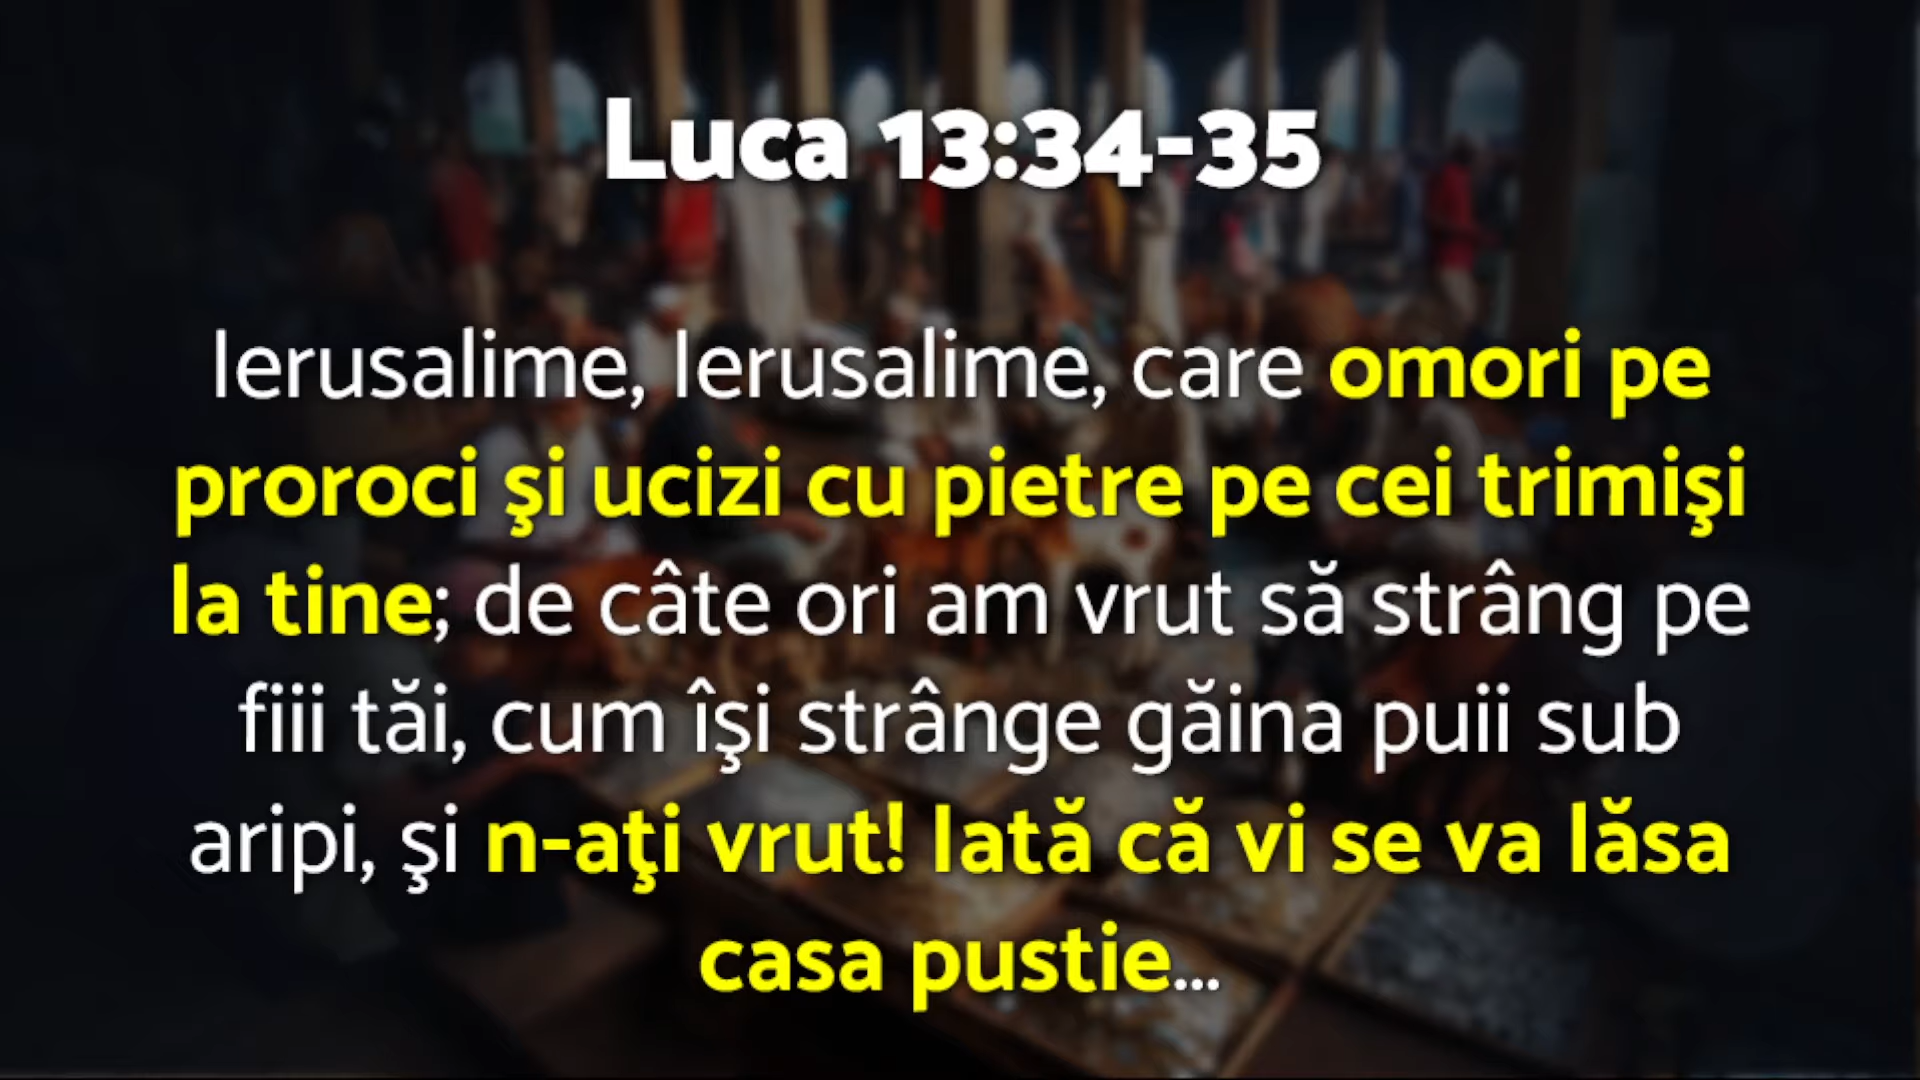 Luca 13:34-35
Ierusalime, Ierusalime, care omori pe
proroci şi ucizi cu pietre pe cei trimişi
la tine; de câte ori am vrut să strâng pe
fiii tăi, cum îşi strânge găina puii sub
aripi, şi n-aţi vrut! Iată că vi se va lăsa
casa pustie...